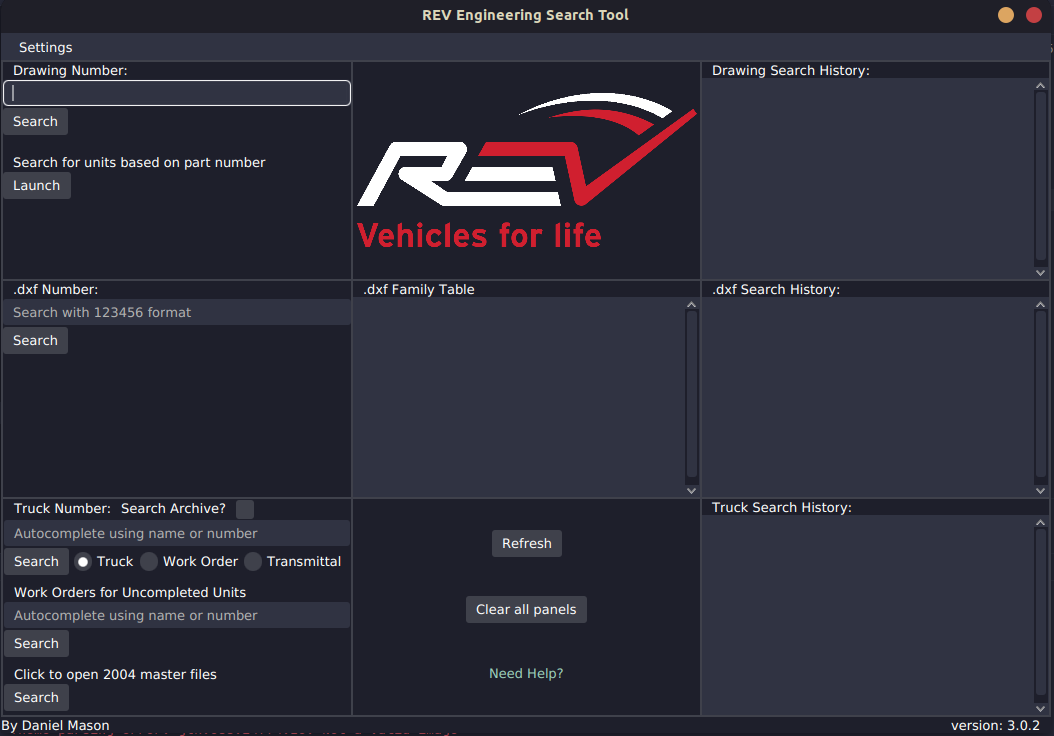 REV Engineering Search Tool
Settings
Drawing Number:
Search
Search for units based on part number
Launch
REV
Vehicles for life
Drawing Search History:
.dxf Number:
Search with 123456 format
Search
.dxf Family Table
.dxf Search History:
Truck Number: Search Archive?
Autocomplete using name or number
Search Truck Work Order Transmittal
Work Orders for Uncompleted Units
Autocomplete using name or number
Search
Click to open 2004 master files
Search
Refresh
Clear all panels
Need Help?
Truck Search History:
By Daniel Mason
version: 3.0.2